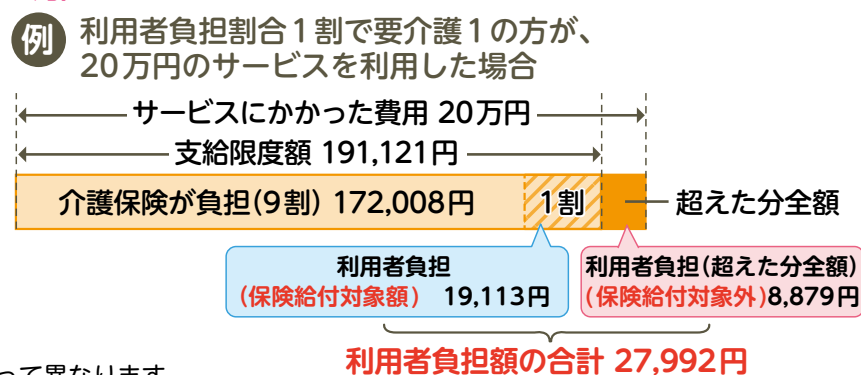 例 利用者負担割合1割で要介護1の方が、
20万円のサービスを利用した場合
サービスにかかった費用 20万円
支給限度額 191,121円
介護保険が負担(9割) 172,008円 1割 超えた分全額
利用者負担
(保険給付対象額) 19,113円
利用者負担(超えた分全額)
(保険給付対象外)8,879円
利用者負担額の合計 27,992円
って異なります